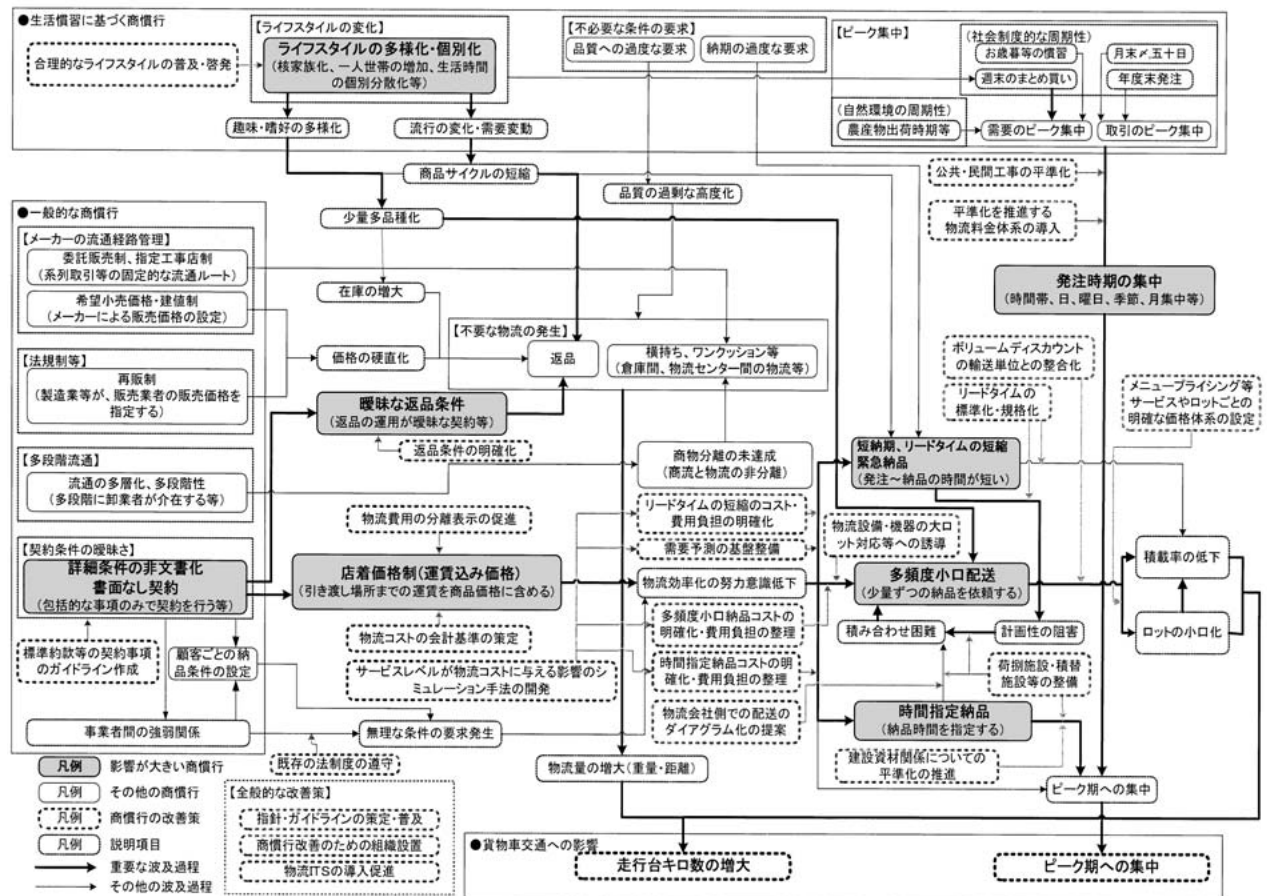 ●生活慣習に基づく商慣行
合理的なライフスタイルの普及・啓発
【ライフスタイルの変化】
ライフスタイルの多様化・個別化
(核家族化、一人世帯の増加、生活時間
の個別分散化等)
趣味・嗜好の多様化
流行の変化・需要変動
【不必要な条件の要求】
品質への過度な要求
納期の過度な要求
【ピーク集中】
(社会制度的な周期性)
お歳暮等の慣習
週末のまとめ買い
月末〆、五十日
年度末発注
(自然環境の周期性)
農産物出荷時期等
需要のピーク集中
取引のピーク集中
商品サイクルの短縮
少量多品種化
品質の過剰な高度化
公共・民間工事の平準化
平準化を推進する
物流料金体系の導入
●一般的な商慣行
【メーカーの流通経路管理】
委託販売制、指定工事店制
(系列取引等の固定的な流通ルート)
希望小売価格・建値制
(メーカーによる販売価格の設定)
【法規制等】
再販制
(製造業等が、販売業者の販売価格を
指定する)
【多段階流通】
流通の多層化、多段階性
(多段階に卸業者が介在する等)
【契約条件の曖昧さ】
詳細条件の非文書化
書面なし契約
(包括的な事項のみで契約を行う等)
標準約款等の契約事項
のガイドライン作成
顧客ごとの納
品条件の設定
事業者間の強弱関係
在庫の増大
価格の硬直化
【不要な物流の発生】
返品
横持ち、ワンクッション等
(倉庫間、物流センター間の物流等)
発注時期の集中
(時間帯、日、曜日、季節、月集中等)
ボリュームディスカウント
の輸送単位との整合化
リードタイムの
標準化・規格化
メニュープライシング等
サービスやロットごとの
明確な価格体系の設定
曖昧な返品条件
(返品の運用が曖昧な契約等)
返品条件の明確化
商物分離の未達成
(商流と物流の非分離)
短納期、リードタイムの短縮
緊急納品
(発注～納品の時間が短い)
物流費用の分離表示の促進
リードタイムの短縮のコスト・
費用負担の明確化
需要予測の基盤整備
物流設備・機器の大ロ
ット対応等への誘導
店着価格制(運賃込み価格)
(引き渡し場所までの運賃を商品価格に含める)
物流効率化の努力意識低下
多頻度小口配送
(少量ずつの納品を依頼する)
積載率の低下
ロットの小口化
物流コストの会計基準の策定
サービスレベルが物流コストに与える影響のシ
ミュレーション手法の開発
多頻度小口納品コストの
明確化・費用負担の整理
時間指定納品コストの明
確化・費用負担の整理
物流会社側での配送の
ダイアグラム化の提案
積み合わせ困難
計画性の阻害
荷捌施設・積替
施設等の整備
時間指定納品
(納品時間を指定する)
建設資材関係についての
平準化の推進
無理な条件の要求発生
既存の法制度の遵守
物流量の増大(重量・距離)
ピーク期への集中
凡例 影響が大きい商慣行
凡例 その他の商慣行
凡例 商慣行の改善策
凡例 説明項目
重要な波及過程
その他の波及過程
【全般的な改善策】
指針・ガイドラインの策定・普及
商慣行改善のための組織設置
物流ITSの導入促進
●貨物車交通への影響
走行台キロ数の増大
ピーク期への集中